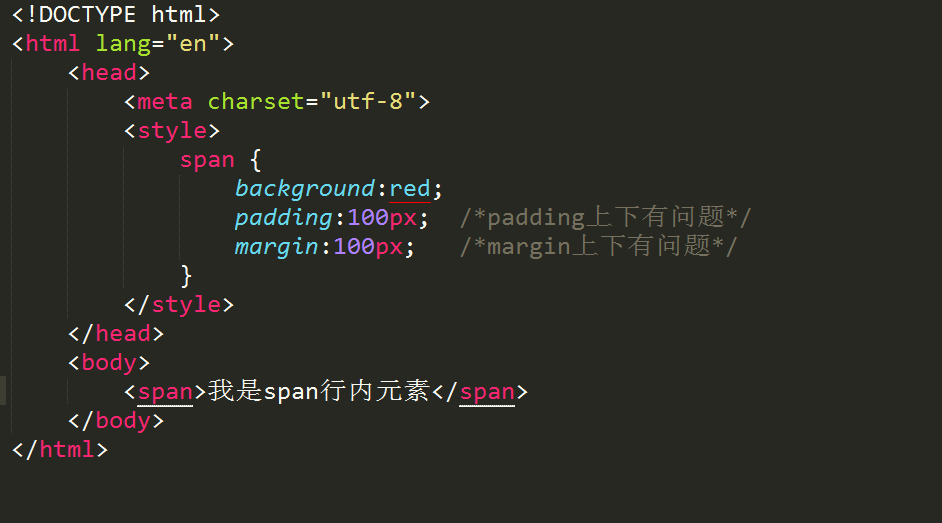 <!DOCTYPE html>
<html lang="en">
    <head>
        <meta charset="utf-8">
        <style>
            span {
                background:red;
                padding:100px;  /*padding上下有问题*/
                margin:100px;   /*margin上下有问题*/
            }
        </style>
    </head>
    <body>
        <span>我是span行内元素</span>
    </body>
</html>